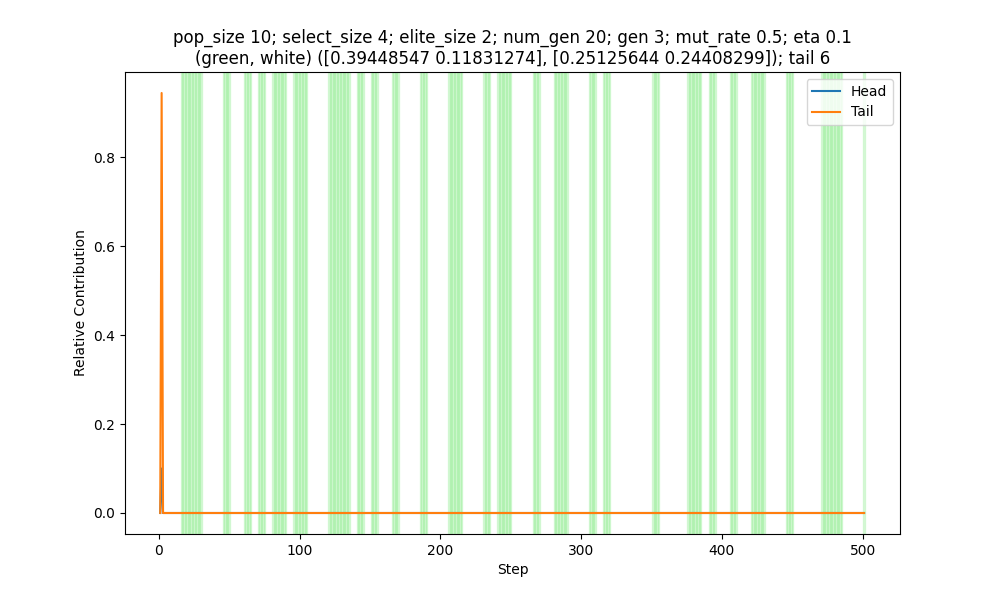 pop_size 10; select_size 4; elite_size 2; num_gen 20; gen 3; mut_rate 0.5; eta 0.1
(green, white) ([0.39448547 0.11831274], [0.25125644 0.24408299]); tail 6
Head
Tail
0.8
0.6
0.4
0.2
0.0
Relative Contribution
0 100 200 300 400 500
Step